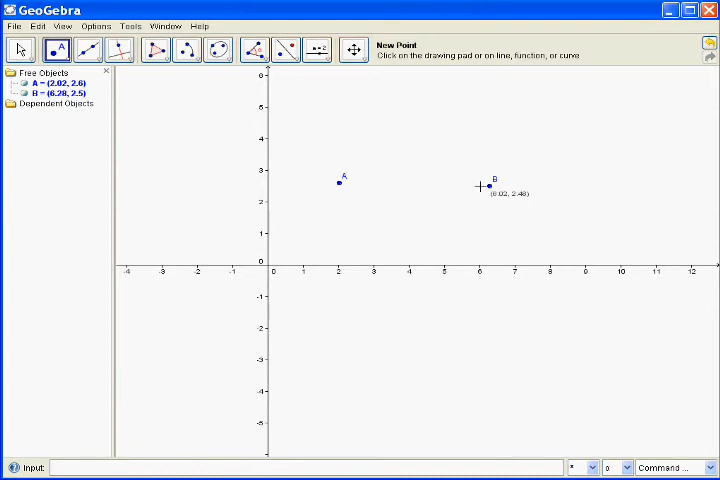 GeoGebra
File Edit View Options Tools Window Help
A
α
a=2
New Point
Click on the drawing pad or on line, function, or curve
Free Objects
A = (2.02, 2.6)
B = (6.28, 2.5)
Dependent Objects
6
5
4
3
2
1
0
-1
-2
-3
-4
-5
-4 -3 -2 -1 0 1 2 3 4 5 6 7 8 9 10 11 12
A
B
(6.02, 2.48)
Input:
α
Command ...